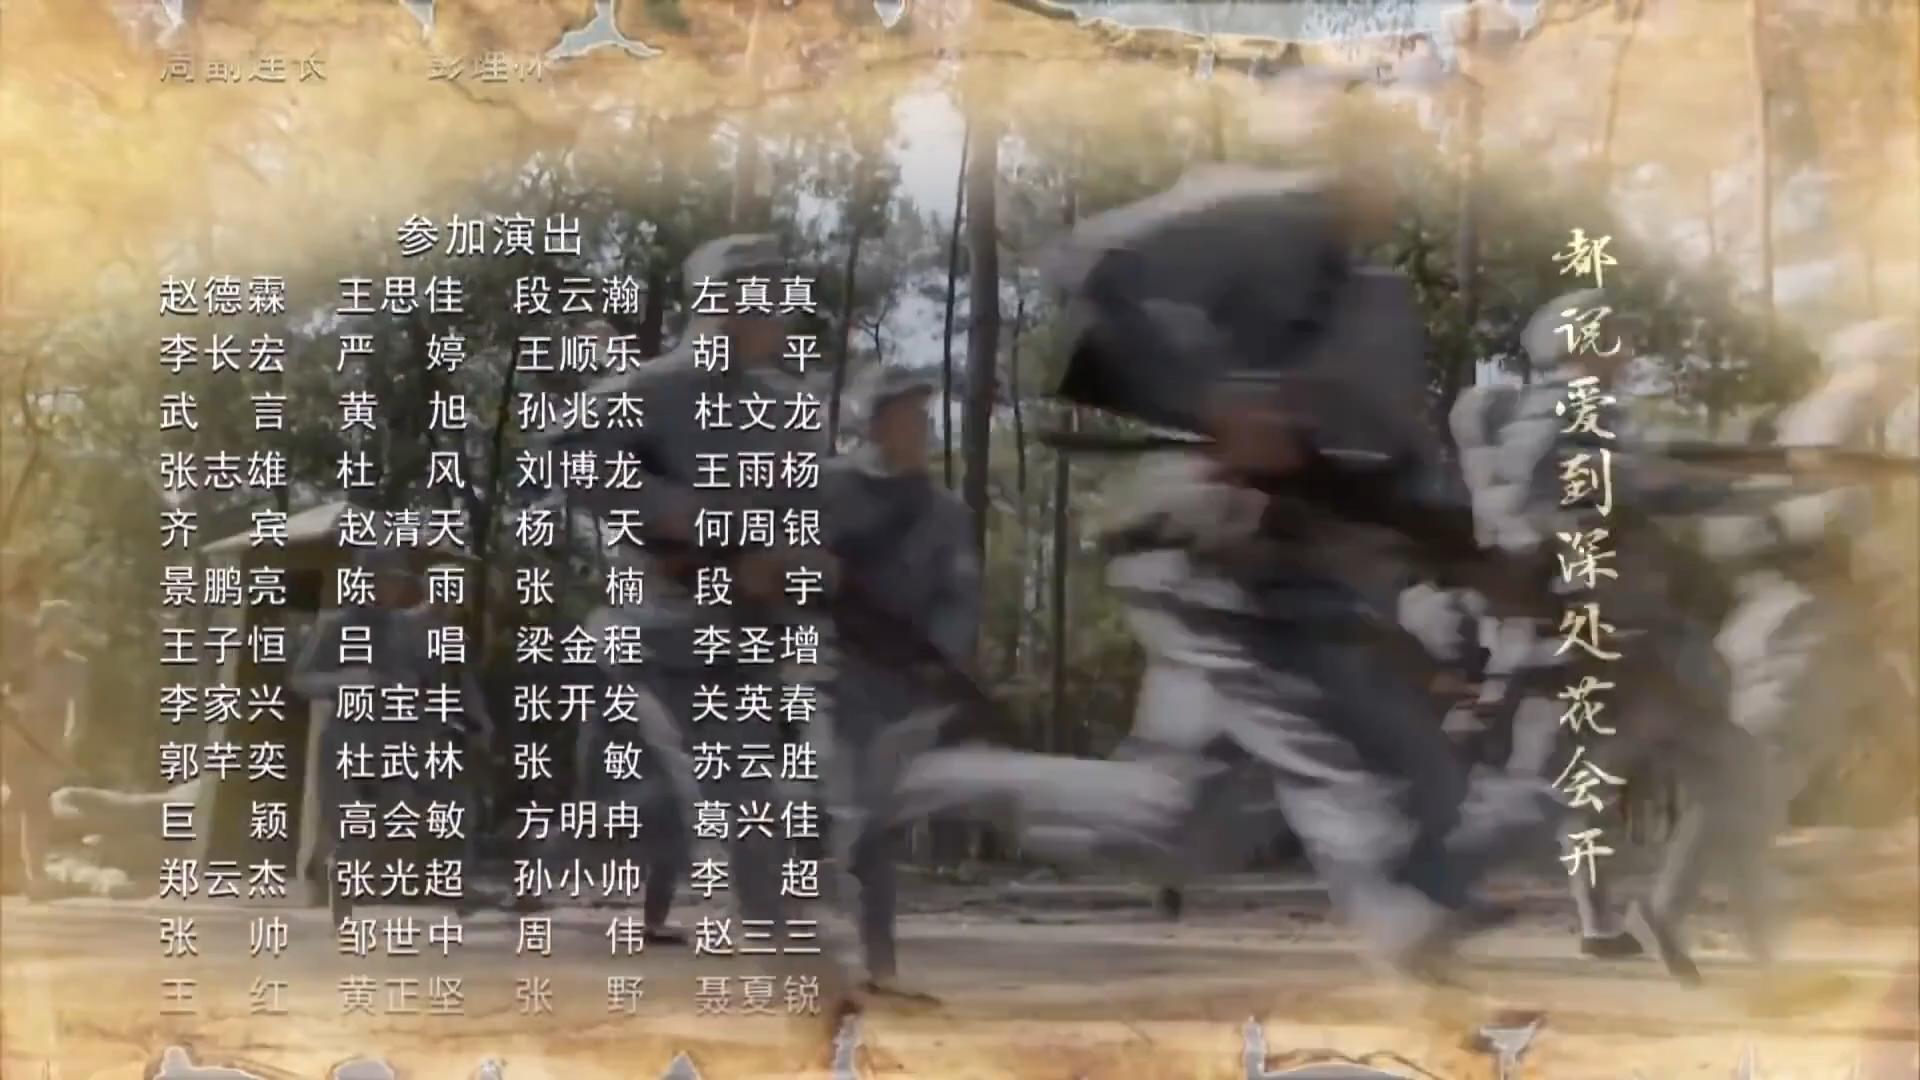 周副连长 彭理林
参加演出
赵德霖 王思佳 段云瀚 左真真
李长宏 严婷 王顺乐 胡平
武言 黄旭 孙兆杰 杜文龙
张志雄 杜风 刘博龙 王雨杨
齐宾 赵清天 杨天 何周银
景鹏亮 陈雨 张楠 段宇
王子恒 吕唱 梁金程 李圣增
李家兴 顾宝丰 张开发 关英春
郭芊奕 杜武林 张敏 苏云胜
巨颖 高会敏 方明冉 葛兴佳
郑云杰 张光超 孙小帅 李超
张帅 邹世中 周伟 赵三三
王红 黄正坚 张野 聂夏锐
都说爱到深处花会开